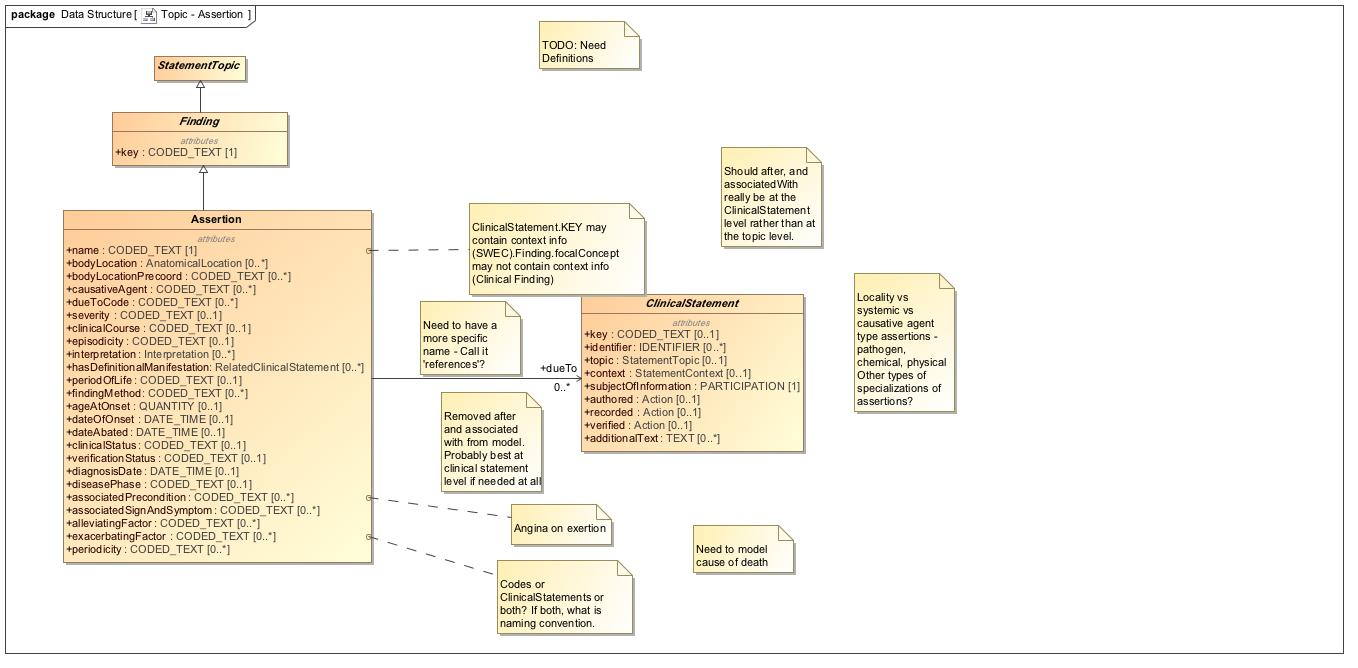 package Data Structure [ Topic - Assertion ]
TODO: Need
Definitions
StatementTopic
Finding
attributes
+key : CODED_TEXT [1]
Should after, and
associatedWith
really be at the
ClinicalStatement
level rather than at
the topic level.
Assertion
attributes
+name : CODED_TEXT [1]
+bodyLocation : AnatomicalLocation [0..*]
+bodyLocationPrecoord : CODED_TEXT [0..*]
+causativeAgent : CODED_TEXT [0..*]
+dueToCode : CODED_TEXT [0..*]
+severity : CODED_TEXT [0..1]
+clinicalCourse : CODED_TEXT [0..1]
+episodicity : CODED_TEXT [0..1]
+interpretation : Interpretation [0..*]
+hasDefinitionalManifestation : RelatedClinicalStatement [0..*]
+periodOfLife : CODED_TEXT [0..1]
+findingMethod : CODED_TEXT [0..*]
+ageAtOnset : QUANTITY [0..1]
+dateOfOnset : DATE_TIME [0..1]
+dateAbated : DATE_TIME [0..1]
+clinicalStatus : CODED_TEXT [0..1]
+verificationStatus : CODED_TEXT [0..1]
+diagnosisDate : DATE_TIME [0..1]
+diseasePhase : CODED_TEXT [0..1]
+associatedPrecondition : CODED_TEXT [0..*]
+associatedSignAndSymptom : CODED_TEXT [0..*]
+alleviatingFactor : CODED_TEXT [0..*]
+exacerbatingFactor : CODED_TEXT [0..*]
+periodicity : CODED_TEXT [0..*]
ClinicalStatement.KEY may
contain context info
(SWEC).Finding.focalConcept
may not contain context info
(Clinical Finding)
Need to have a
more specific
name - Call it
'references'?
+dueTo
0..*
ClinicalStatement
attributes
+key : CODED_TEXT [0..1]
+identifier : IDENTIFIER [0..*]
+topic : StatementTopic [0..1]
+context : StatementContext [0..1]
+subjectOfInformation : PARTICIPATION [1]
+authored : Action [0..1]
+recorded : Action [0..1]
+verified : Action [0..1]
+additionalText : TEXT [0..*]
Locality vs
systemic vs
causative agent
type assertions -
pathogen,
chemical, physical
Other types of
specializations of
assertions?
Removed after
and associated
with from model.
Probably best at
clinical statement
level if needed at all
Angina on exertion
Need to model
cause of death
Codes or
ClinicalStatements or
both? If both, what is
naming convention.